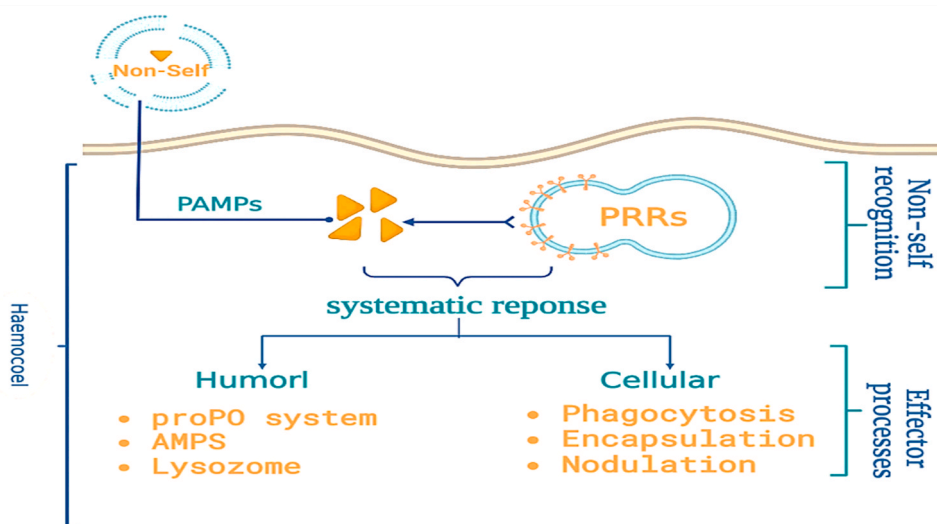 Non-Self
PAMPs
PRRs
Non-self
recognition
systematic reponse
Haemocoel
Humorl
• proPO system
• AMPS
• Lysozome
Cellular
• Phagocytosis
• Encapsulation
• Nodulation
Effector
processes